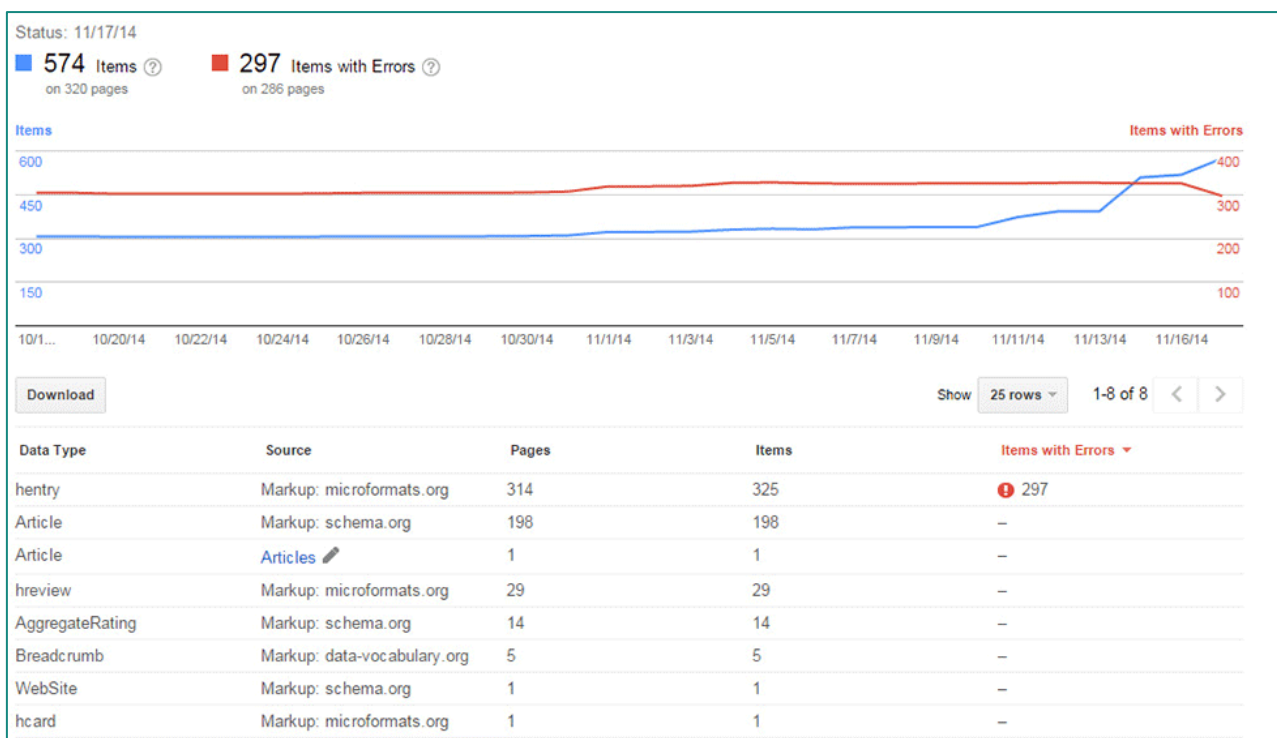 Status: 11/17/14
574 Items ? 297 Items with Errors ?
on 320 pages on 286 pages
Items Items with Errors
600 400
450 300
300 200
150 100
10/1... 10/20/14 10/22/14 10/24/14 10/26/14 10/28/14 10/30/14 11/1/14 11/3/14 11/5/14 11/7/14 11/9/14 11/11/14 11/13/14 11/16/14
Download Show 25 rows 1-8 of 8
Data Type Source Pages Items Items with Errors
hentry Markup: microformats.org 314 325 ! 297
Article Markup: schema.org 198 198 –
Article Articles 1 1 –
hreview Markup: microformats.org 29 29 –
AggregateRating Markup: schema.org 14 14 –
Breadcrumb Markup: data-vocabulary.org 5 5 –
WebSite Markup: schema.org 1 1 –
hcard Markup: microformats.org 1 1 –